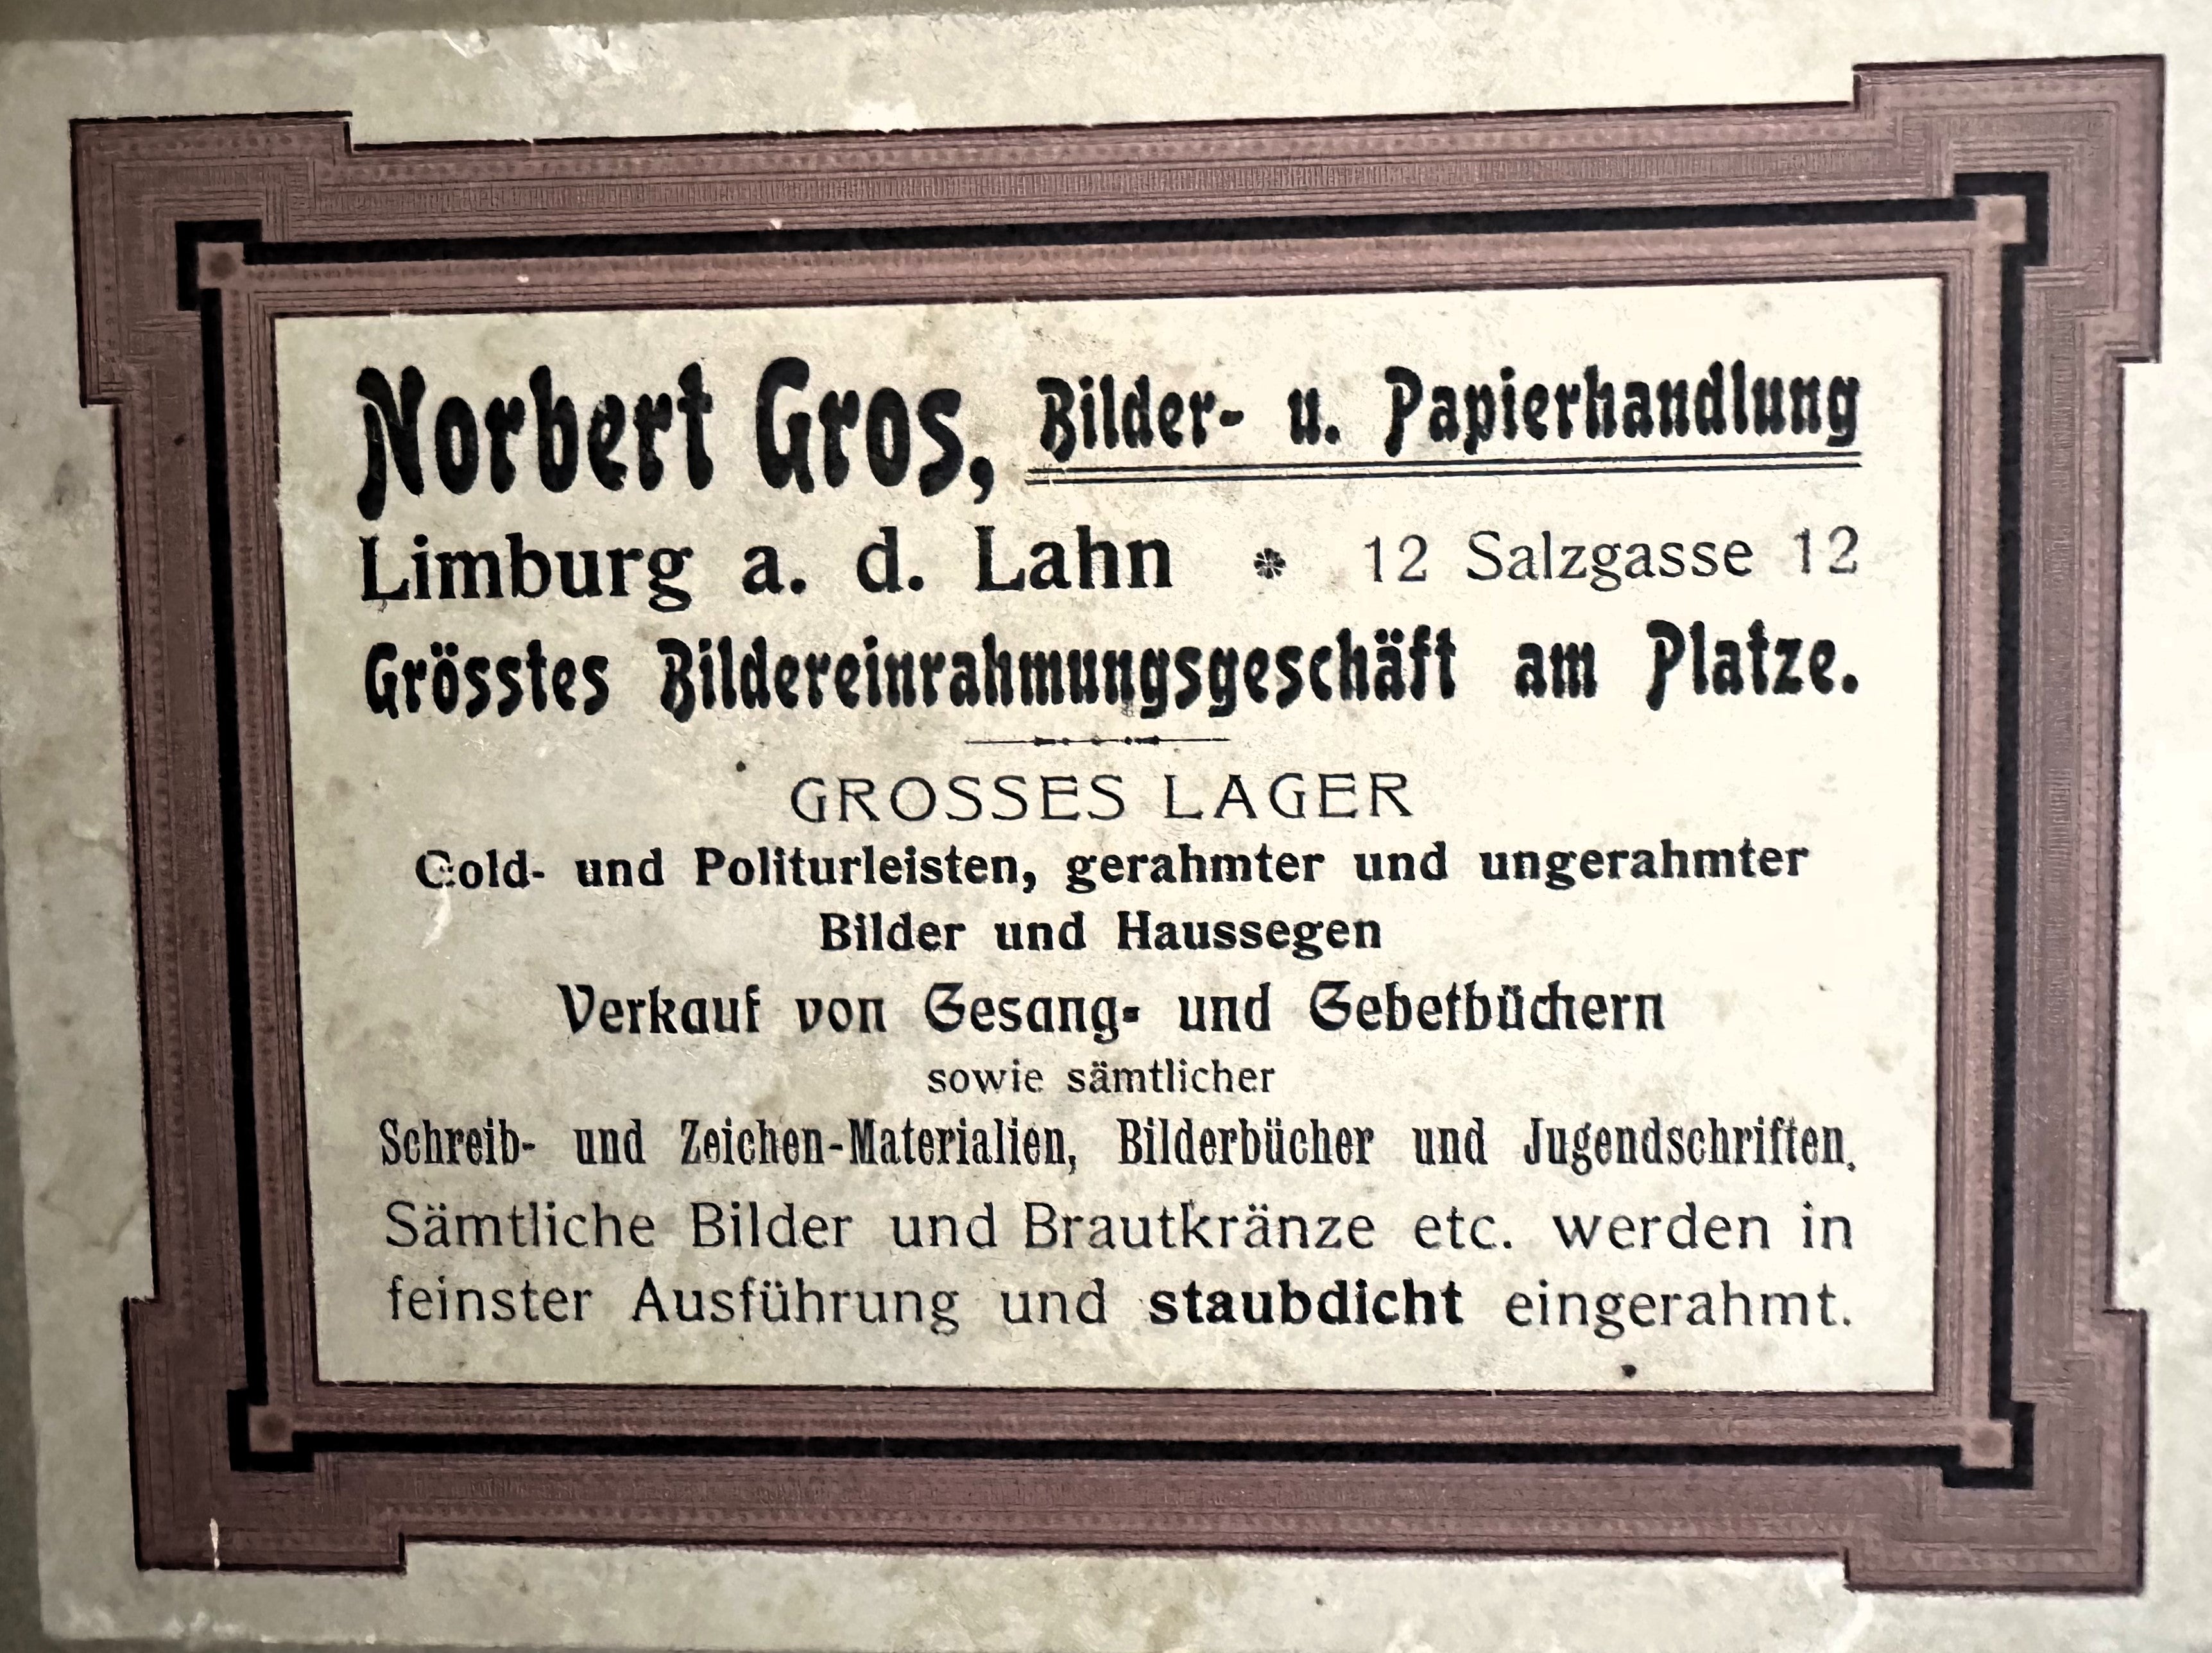 Norbert Gros, Bilder- u. Papierhandlung
Limburg a. d. Lahn * 12 Salzgasse 12
Grösstes Bildereinrahmungsgeschäft am Platze.
GROSSES LAGER
Gold- und Politurleisten, gerahmter und ungerahmter
Bilder und Haussegen
Verkauf von Gesang- und Gebetbüchern
sowie sämtlicher
Schreib- und Zeichen-Materialien, Bilderbücher und Jugendschriften.
Sämtliche Bilder und Brautkränze etc. werden in
feinster Ausführung und staubdicht eingerahmt.